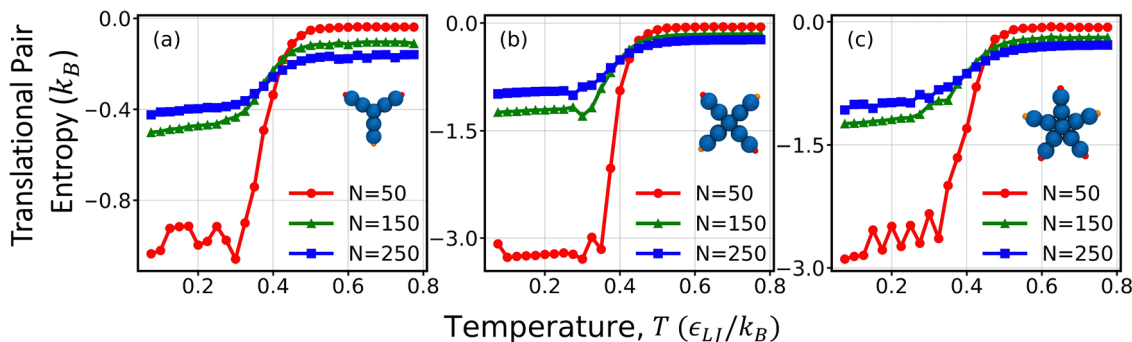 Translational Pair
Entropy (k_B)
(a)
0.0
−0.4
−0.8
0.2 0.4 0.6 0.8
N=50
N=150
N=250
(b)
0.0
−1.5
−3.0
0.2 0.4 0.6 0.8
N=50
N=150
N=250
(c)
0.0
−1.5
−3.0
0.2 0.4 0.6 0.8
N=50
N=150
N=250
Temperature, T (ϵ_LJ/k_B)